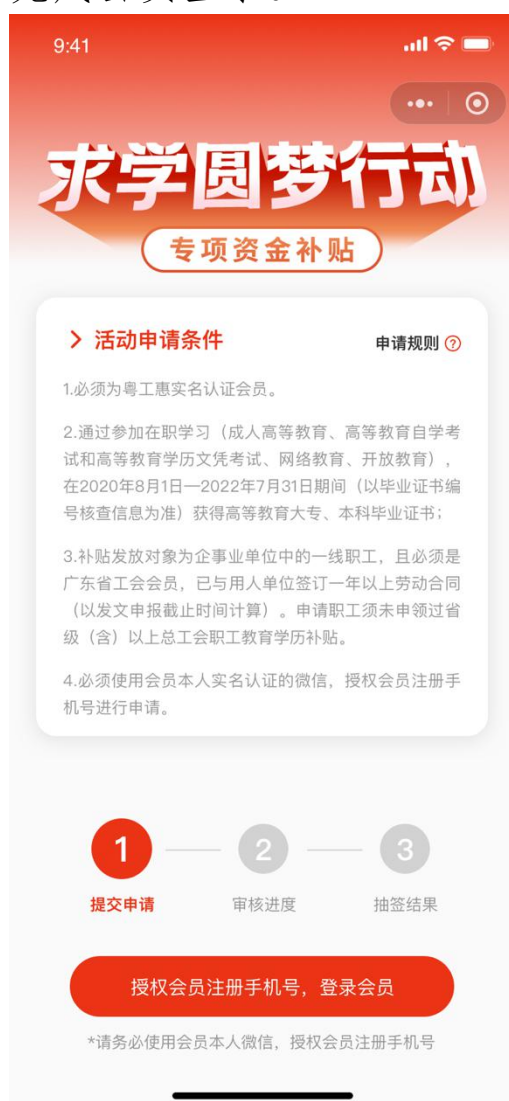 9:41
求学圆梦行动
专项资金补贴
活动申请条件
申请规则 ?
1.必须为粤工惠实名认证会员。
2.通过参加在职学习（成人高等教育、高等教育自学考
试和高等教育学历文凭考试、网络教育、开放教育），
在2020年8月1日—2022年7月31日期间（以毕业证书编
号核查信息为准）获得高等教育大专、本科毕业证书；
3.补贴发放对象为企事业单位中的一线职工，且必须是
广东省工会会员，已与用人单位签订一年以上劳动合同
（以发文申报截止时间计算）。申请职工须未申领过省
级（含）以上总工会职工教育学历补贴。
4.必须使用会员本人实名认证的微信，授权会员注册手
机号进行申请。
1
2
3
提交申请
审核进度
抽签结果
授权会员注册手机号，登录会员
*请务必使用会员本人微信，授权会员注册手机号